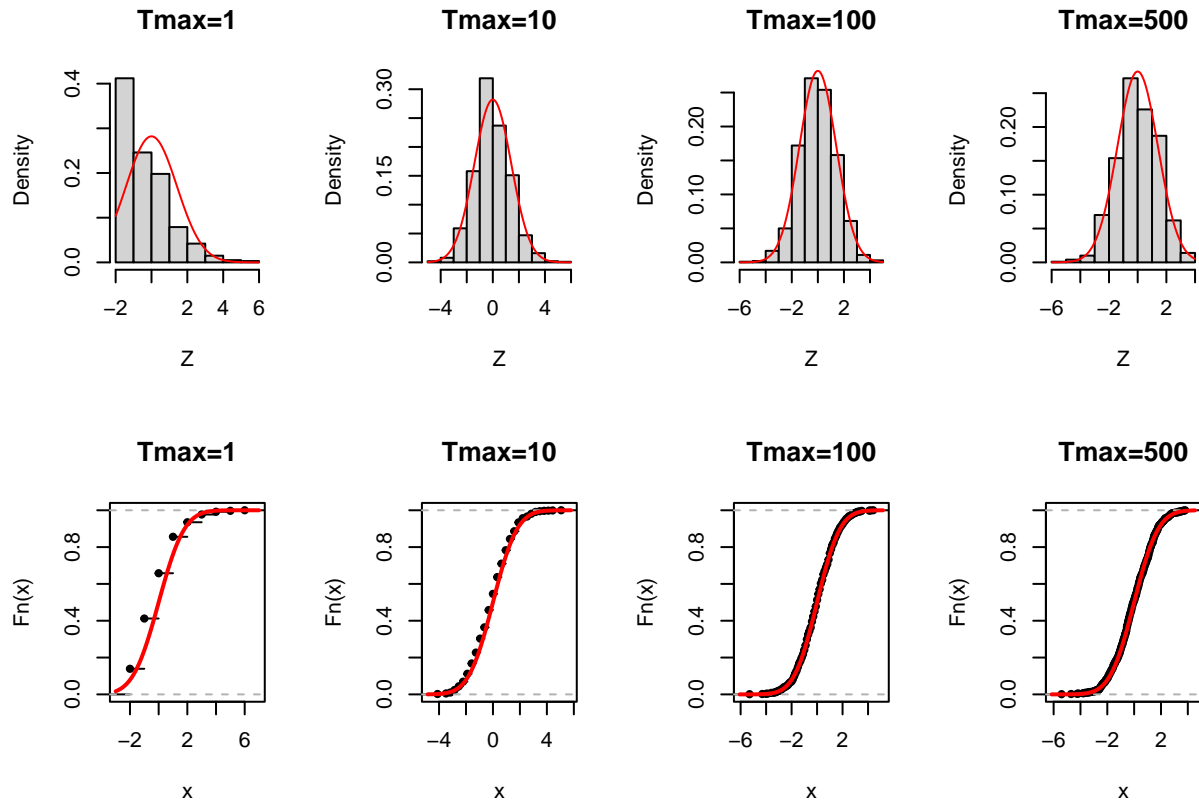 Tmax=1
Density
0.0 0.2 0.4
−2 0 2 4 6
Z
Tmax=10
Density
0.00 0.15 0.30
0 4
−4
Z
Tmax=100
Density
0.00 0.10 0.20
−6 −2 2
Z
Tmax=500
Density
0.00 0.10 0.20
−6 −2 2
Z
Tmax=1
Fn(x)
0.0 0.4 0.8
−2 2 6
x
Tmax=10
Fn(x)
0.0 0.4 0.8
−4 0 4
x
Tmax=100
Fn(x)
0.0 0.4 0.8
−6 −2 2
x
Tmax=500
Fn(x)
0.0 0.4 0.8
−6 −2 2
x